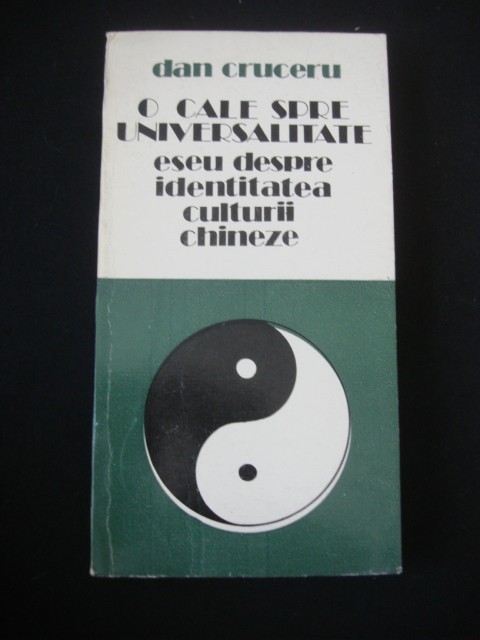 dan cruceru
O CALE SPRE
UNIVERSALITATE
eseu despre
identitatea
culturii
chineze